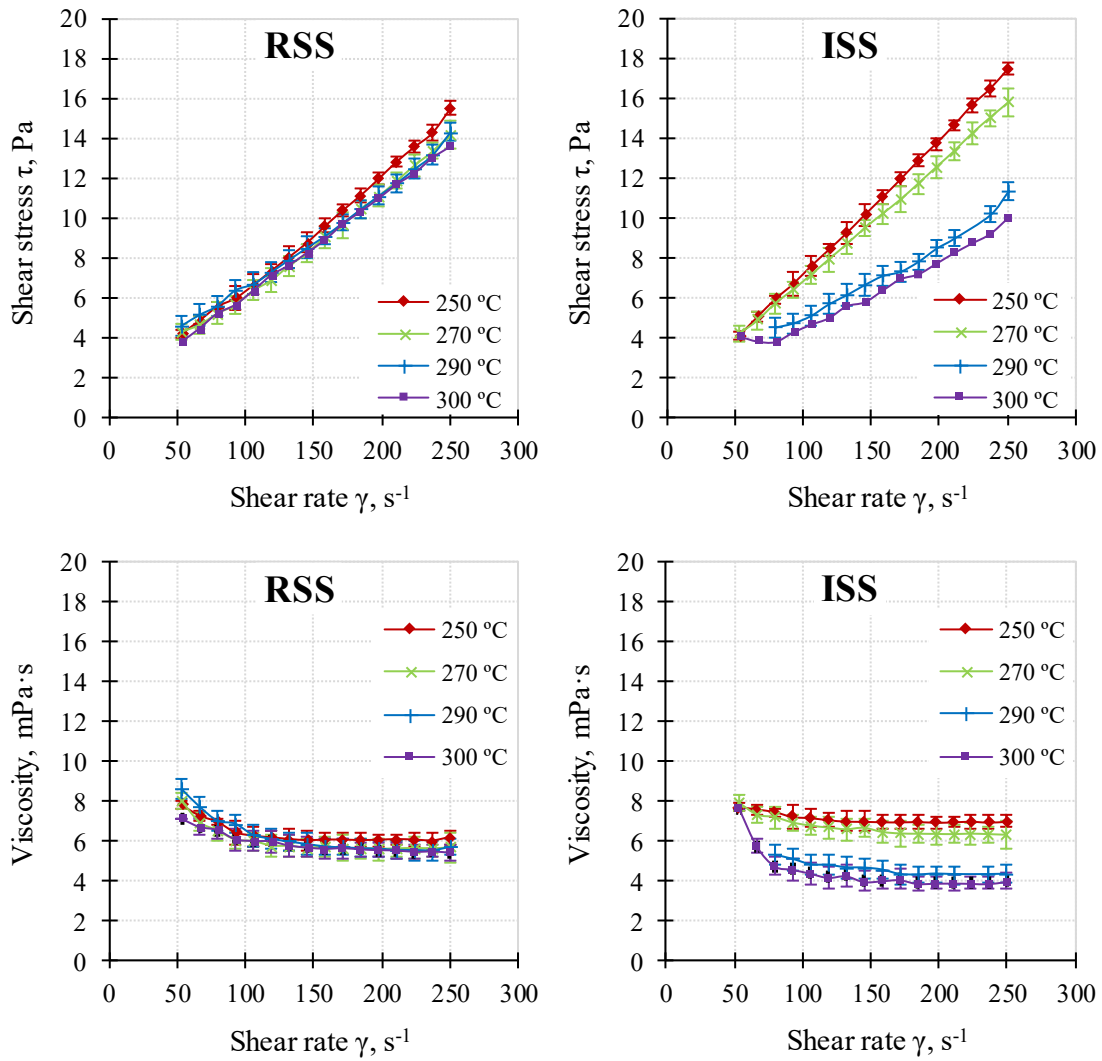 RSS
Shear stress τ, Pa
20
18
16
14
12
10
8
6
4
2
0
250 ºC
270 ºC
290 ºC
300 ºC
0 50 100 150 200 250 300
Shear rate γ, s-1
ISS
Shear stress τ, Pa
20
18
16
14
12
10
8
6
4
2
0
250 ºC
270 ºC
290 ºC
300 ºC
0 50 100 150 200 250 300
Shear rate γ, s-1
RSS
Viscosity, mPa·s
20
18
16
14
12
10
8
6
4
2
0
250 ºC
270 ºC
290 ºC
300 ºC
0 50 100 150 200 250 300
Shear rate γ, s-1
ISS
Viscosity, mPa·s
20
18
16
14
12
10
8
6
4
2
0
250 ºC
270 ºC
290 ºC
300 ºC
0 50 100 150 200 250 300
Shear rate γ, s-1